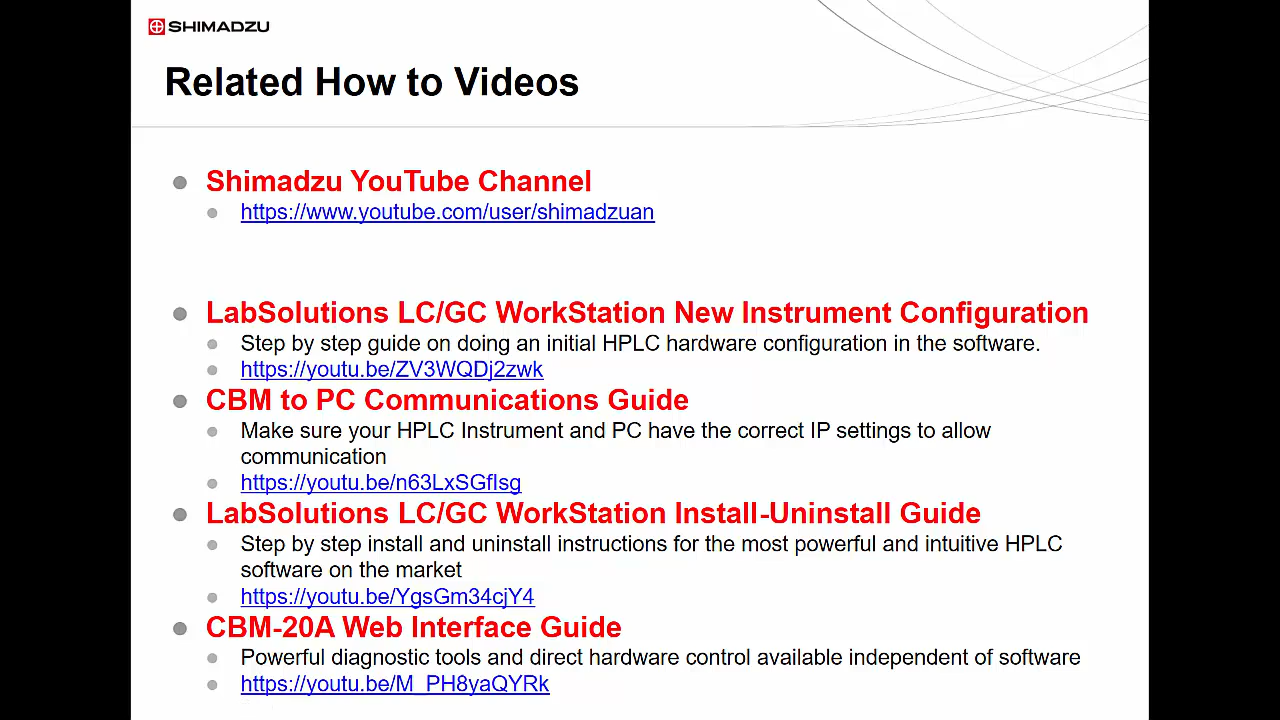 SHIMADZU
Related How to Videos
Shimadzu YouTube Channel
https://www.youtube.com/user/shimadzuan
LabSolutions LC/GC WorkStation New Instrument Configuration
Step by step guide on doing an initial HPLC hardware configuration in the software.
https://youtu.be/ZV3WQDj2zwk
CBM to PC Communications Guide
Make sure your HPLC Instrument and PC have the correct IP settings to allow
communication
https://youtu.be/n63LxSGflsg
LabSolutions LC/GC WorkStation Install-Uninstall Guide
Step by step install and uninstall instructions for the most powerful and intuitive HPLC
software on the market
https://youtu.be/YgsGm34cjY4
CBM-20A Web Interface Guide
Powerful diagnostic tools and direct hardware control available independent of software
https://youtu.be/M_PH8yaQYRk